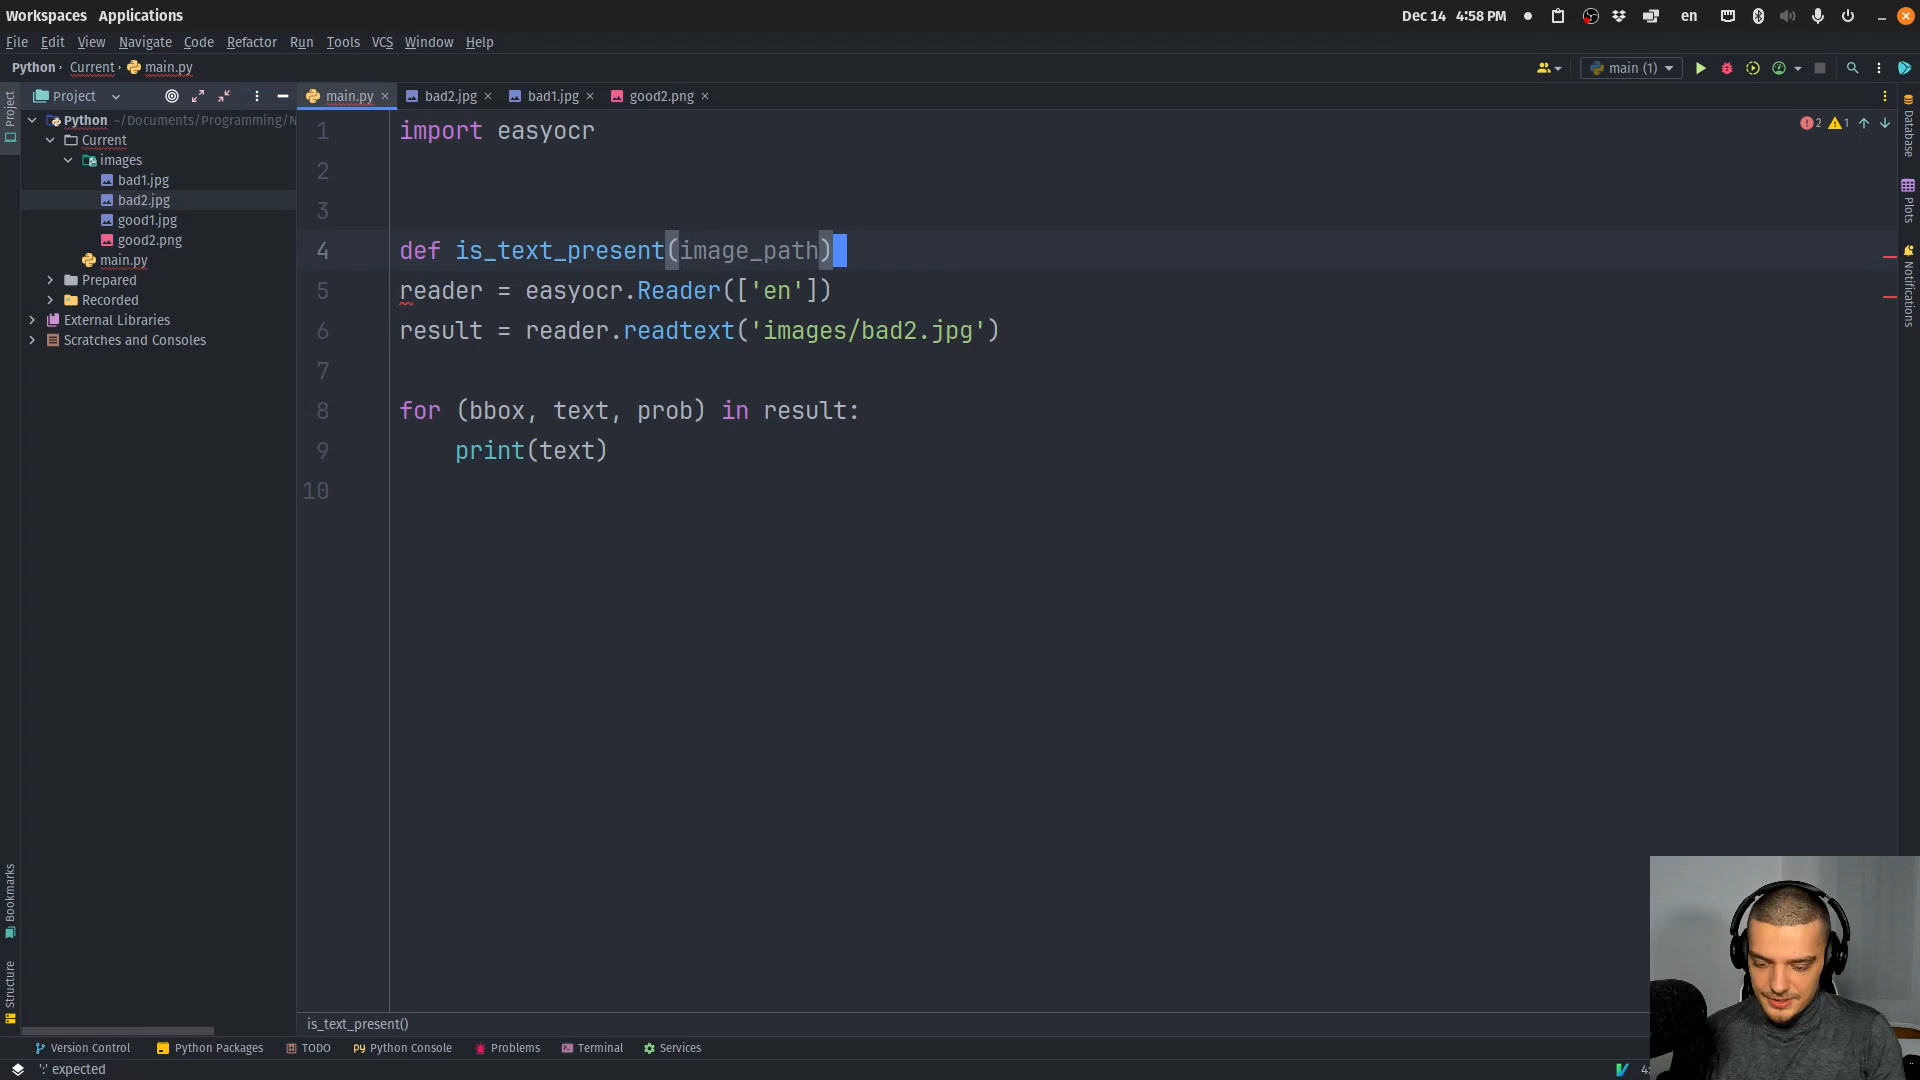 Workspaces Applications
Dec 14 4:58 PM
en
File Edit View Navigate Code Refactor Run Tools VCS Window Help
Python Current main.py
main (1)
Project
main.py
bad2.jpg
bad1.jpg
good2.png
Project
Python ~/Documents/Programming/N
Current
images
bad1.jpg
bad2.jpg
good1.jpg
good2.png
main.py
Prepared
Recorded
External Libraries
Scratches and Consoles
1 import easyocr
2
3
4 def is_text_present(image_path)
5 reader = easyocr.Reader(['en'])
6 result = reader.readtext('images/bad2.jpg')
7
8 for (bbox, text, prob) in result:
9 print(text)
10
2 1
Database
Plots
Notifications
Bookmarks
Structure
is_text_present()
Version Control Python Packages TODO Python Console Problems Terminal Services
':' expected